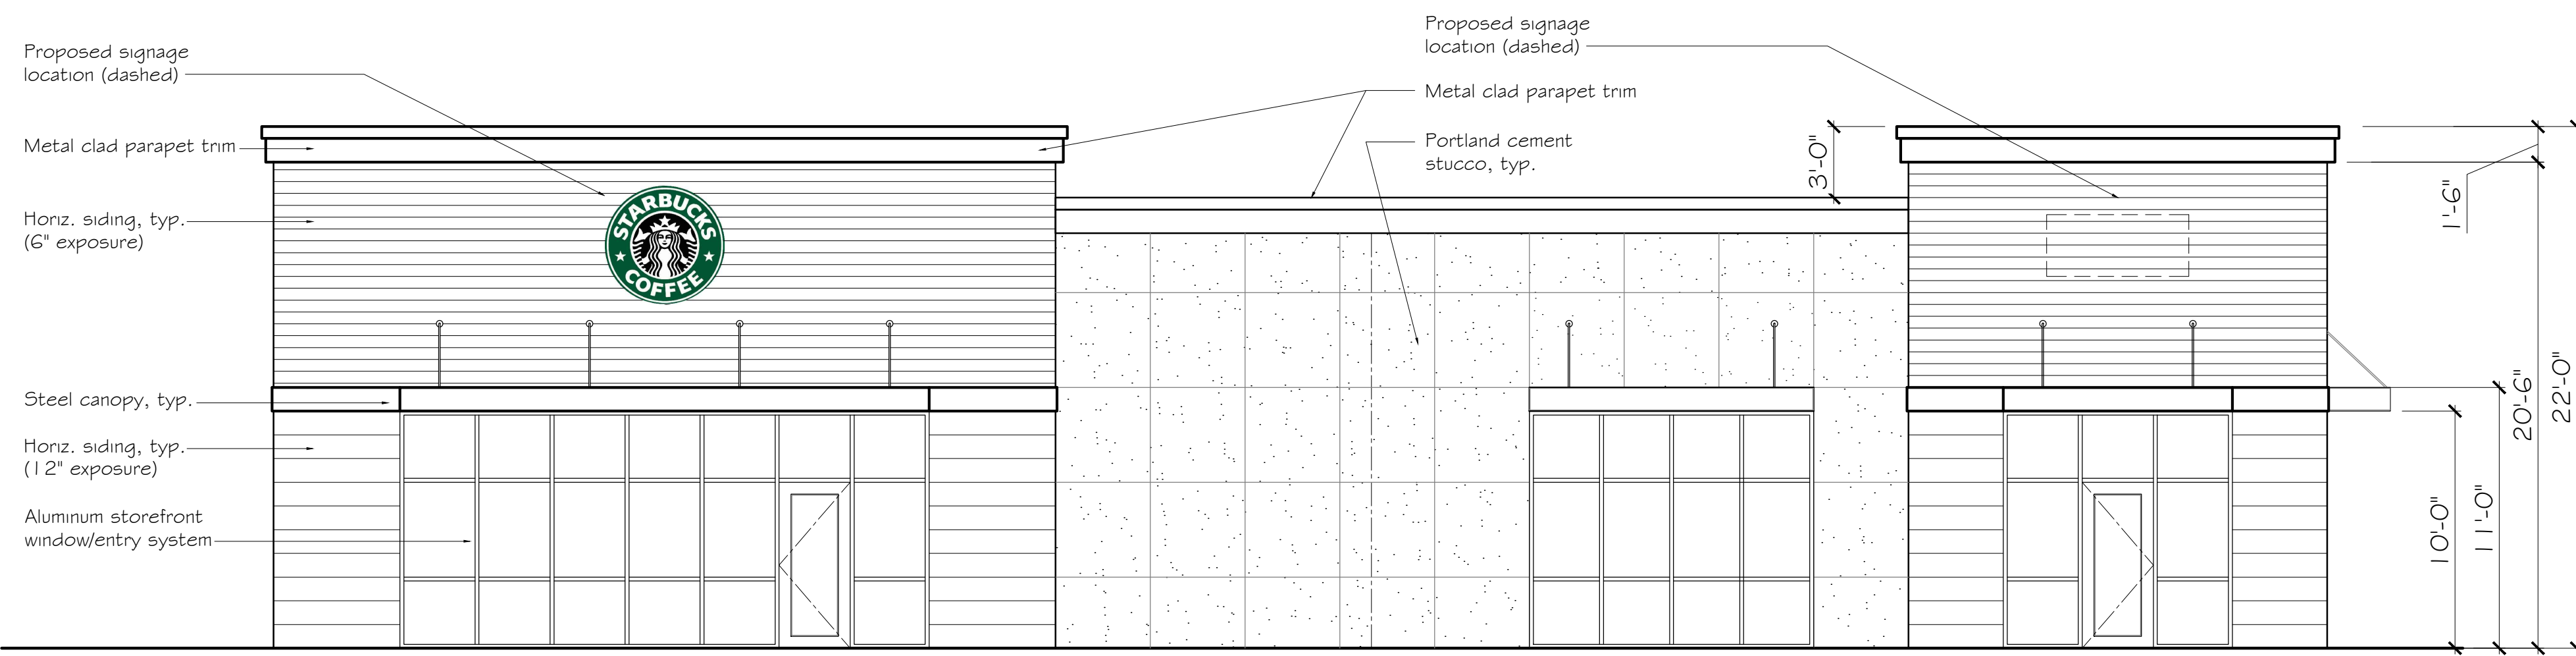 Proposed signage
location (dashed)
Metal clad parapet trim
Horiz. siding, typ.
(6" exposure)
Steel canopy, typ.
Horiz. siding, typ.
(12" exposure)
Aluminum storefront
window/entry system
STARBUCKS
COFFEE
Proposed signage
location (dashed)
Metal clad parapet trim
Portland cement
stucco, typ.
3'-0"
1'-6"
10'-0"
11'-0"
20'-6"
22'-0"